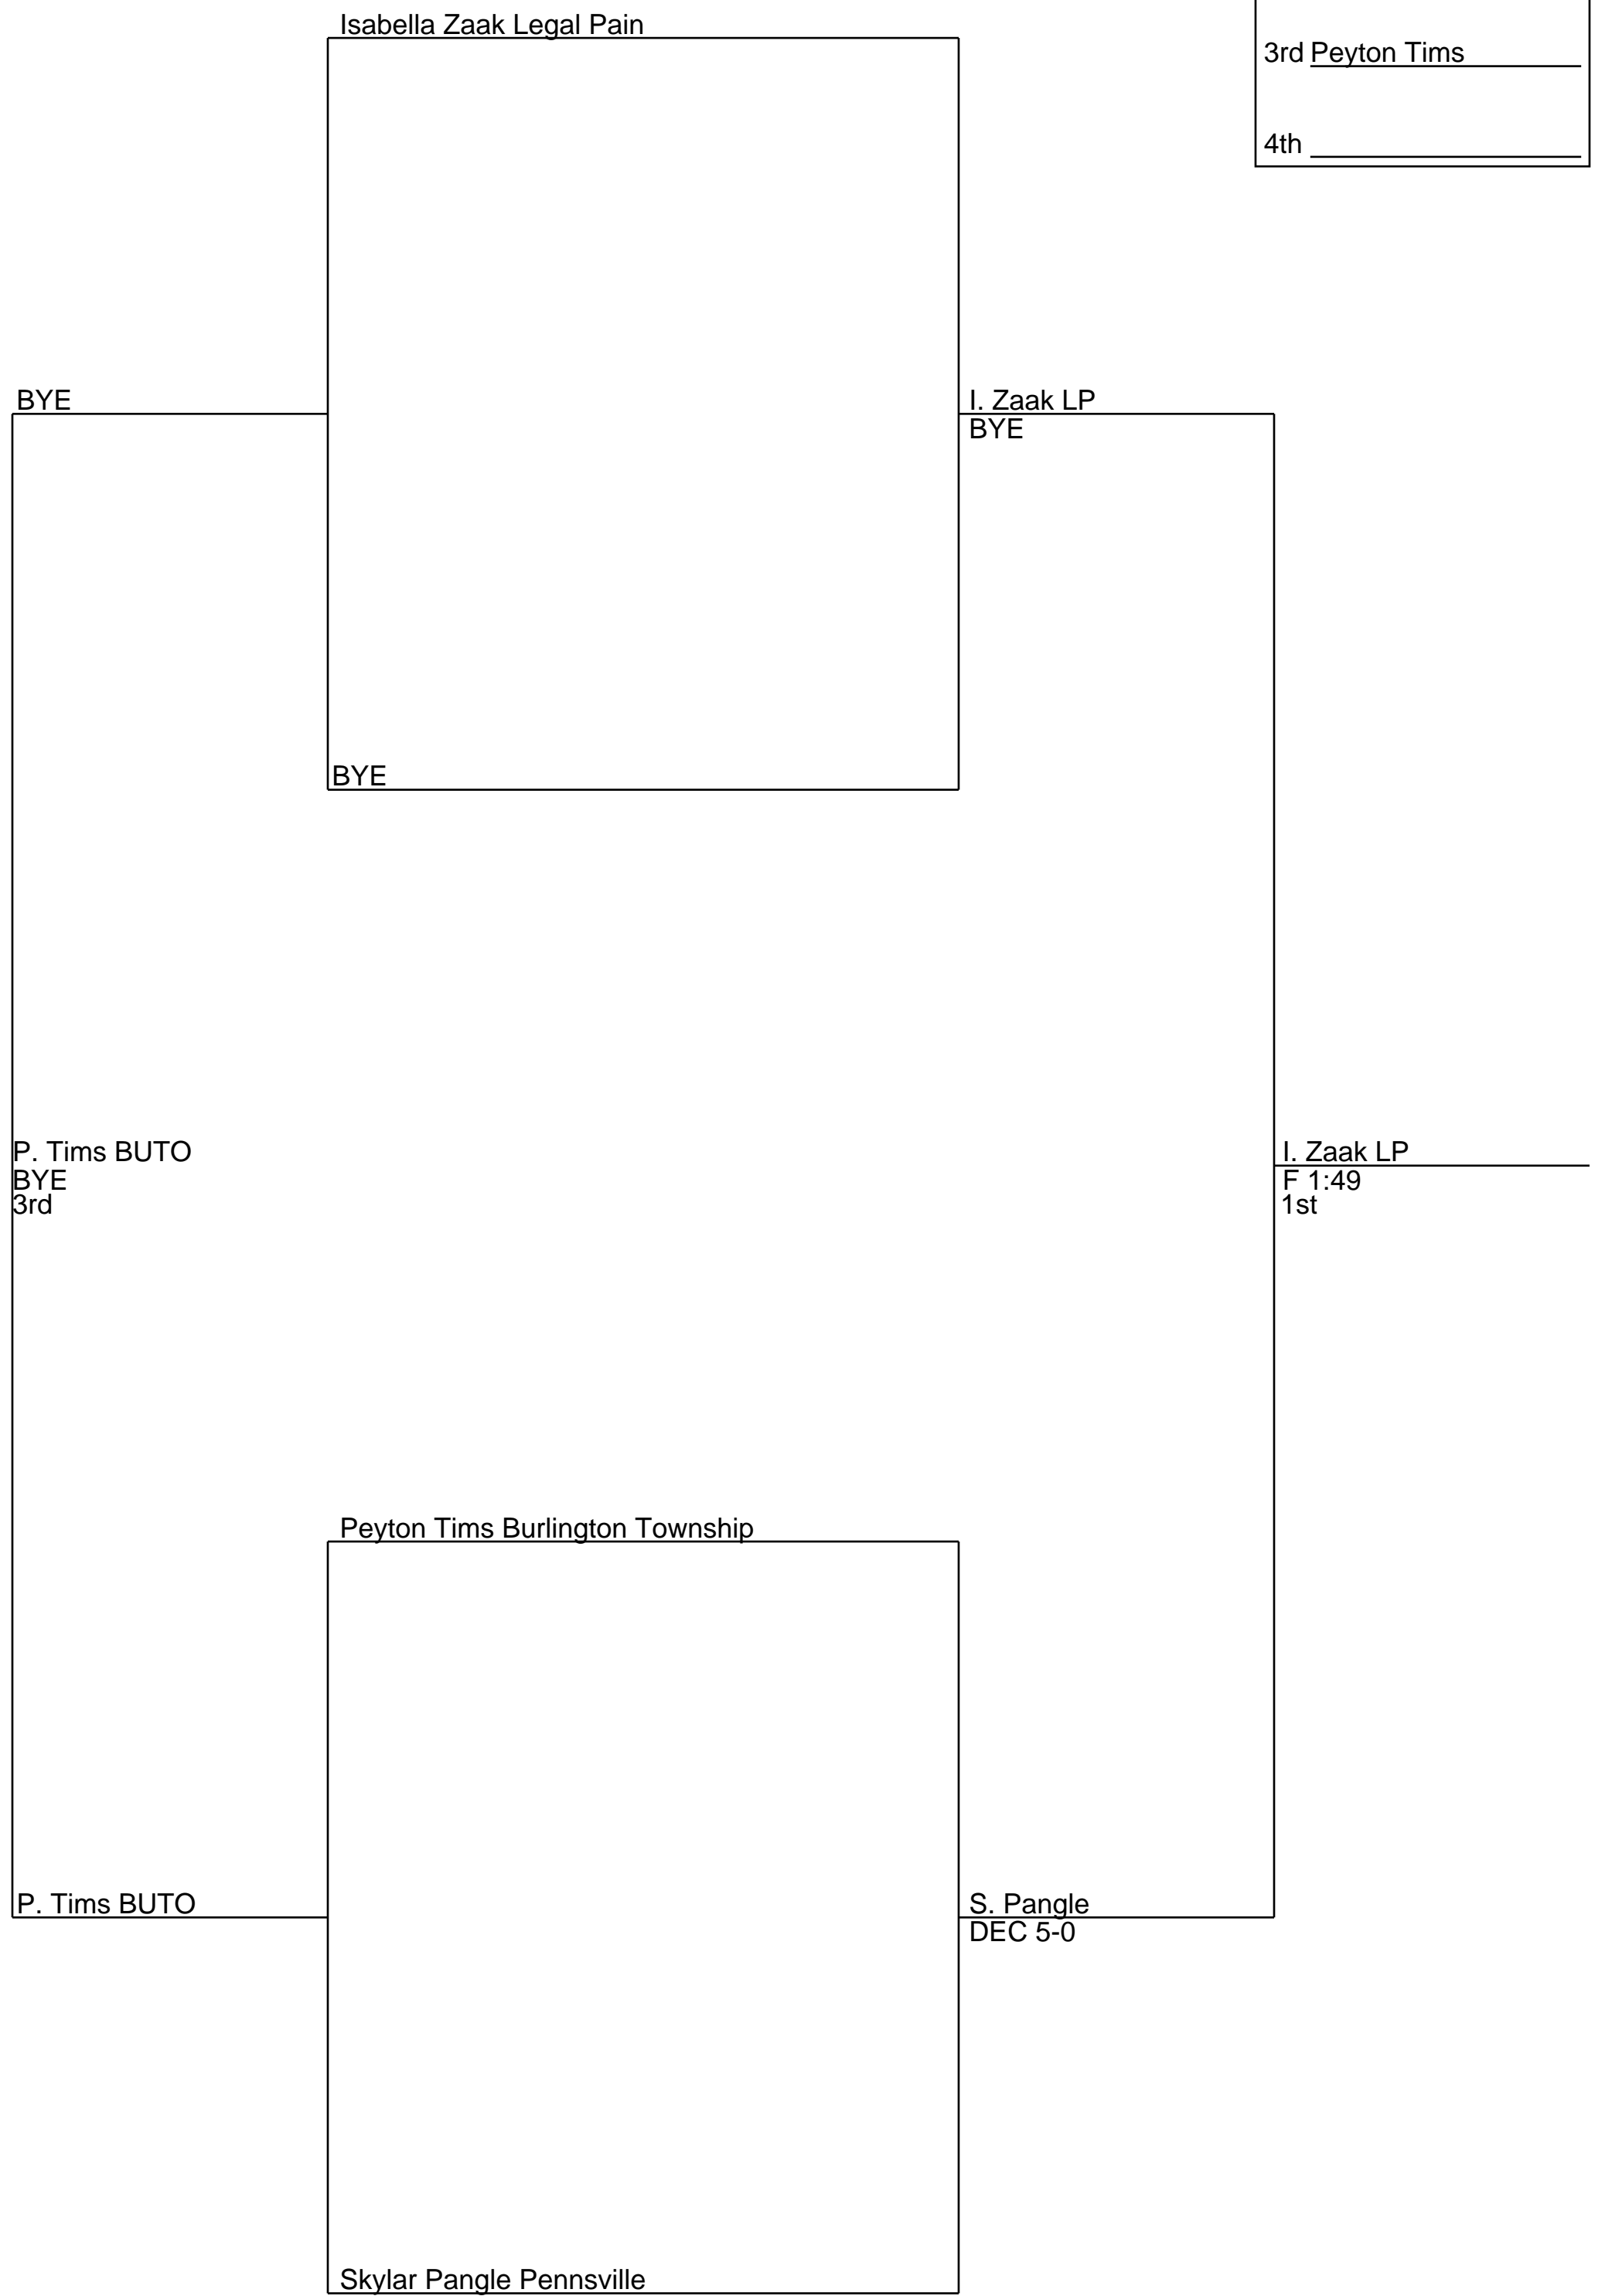 Isabella Zaak Legal Pain
3rd Peyton Tims
4th
BYE
I. Zaak LP
BYE
BYE
P. Tims BUTO
BYE
3rd
I. Zaak LP
F 1:49
1st
Peyton Tims Burlington Township
P. Tims BUTO
S. Pangle
DEC 5-0
Skylar Pangle Pennsville